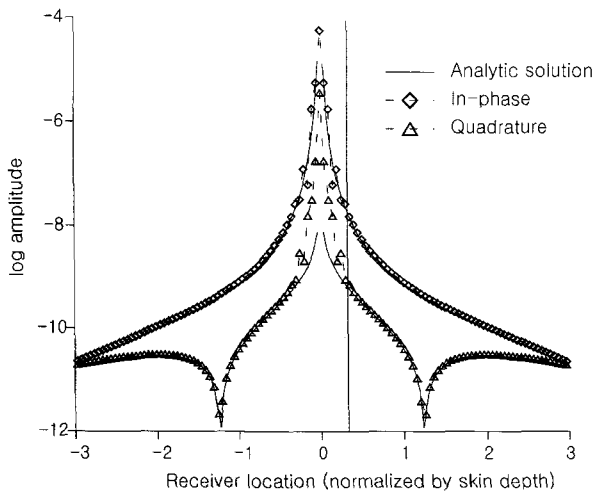 -4
-6
-8
-10
-12
log amplitude
Analytic solution
In-phase
Quadrature
-3 -2 -1 0 1 2 3
Receiver location (normalized by skin depth)